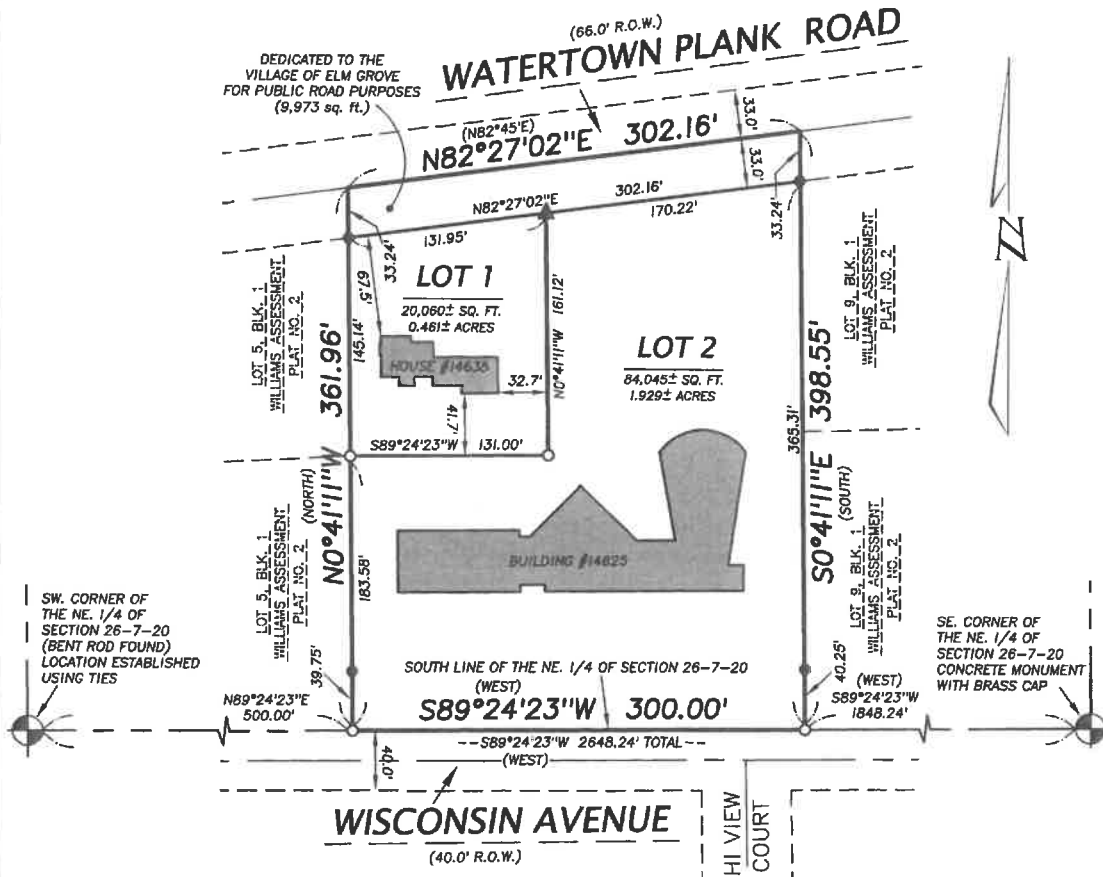 (66.0' R.O.W.)
WATERTOWN PLANK ROAD
DEDICATED TO THE
VILLAGE OF ELM GROVE
FOR PUBLIC ROAD PURPOSES
(9,973 sq. ft.)
(N82°45'E)
N82°27'02"E 302.16'
33.0'
33.0'
N82°27'02"E
302.16'
131.95'
170.22'
33.24'
33.24'
67.5'
LOT 1
20,060± SQ. FT.
0.461± ACRES
145.14'
361.96'
N0°41'11"W
(NORTH)
LOT 5, BLK. 1
WILLIAMS ASSESSMENT
PLAT NO. 2
HOUSE #14635
32.7'
41.7'
N0°41'11"W 161.12'
S89°24'23"W 131.00'
LOT 2
84,045± SQ. FT.
1.929± ACRES
LOT 9, BLK. 1
WILLIAMS ASSESSMENT
PLAT NO. 2
N
365.31'
398.55'
S0°41'11"E
(SOUTH)
LOT 5, BLK. 1
WILLIAMS ASSESSMENT
PLAT NO. 2
183.58'
39.75'
BUILDING #14625
LOT 9, BLK. 1
WILLIAMS ASSESSMENT
PLAT NO. 2
40.25'
SW. CORNER OF
THE NE. 1/4 OF
SECTION 26-7-20
(BENT ROD FOUND)
LOCATION ESTABLISHED
USING TIES
SE. CORNER OF
THE NE. 1/4 OF
SECTION 26-7-20
CONCRETE MONUMENT
WITH BRASS CAP
N89°24'23"E
500.00'
SOUTH LINE OF THE NE. 1/4 OF SECTION 26-7-20
(WEST)
S89°24'23"W 300.00'
(WEST)
S89°24'23"W
1848.24'
--S89°24'23"W 2648.24' TOTAL--
(WEST)
40.0'
WISCONSIN AVENUE
(40.0' R.O.W.)
HI VIEW
COURT